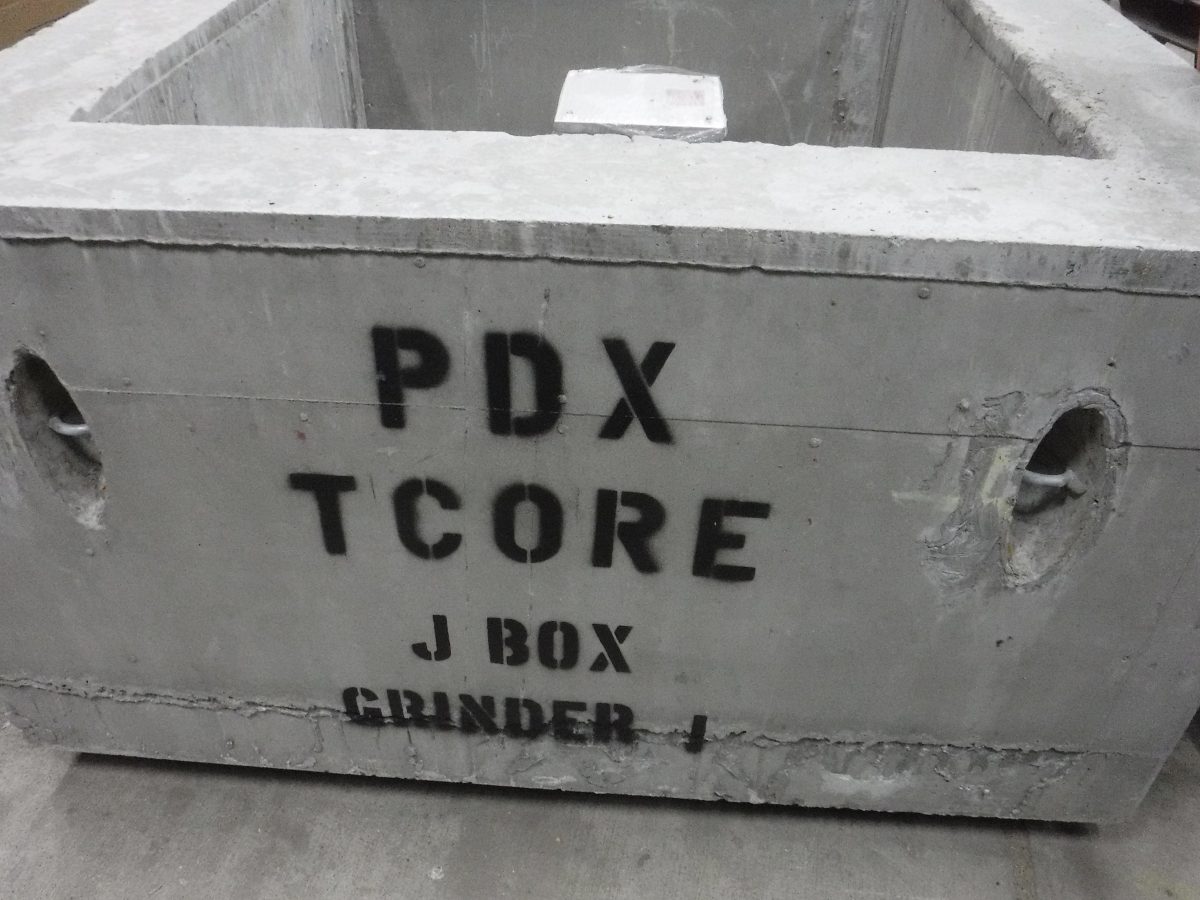 PDX
TCORE
J BOX
GRINDER J